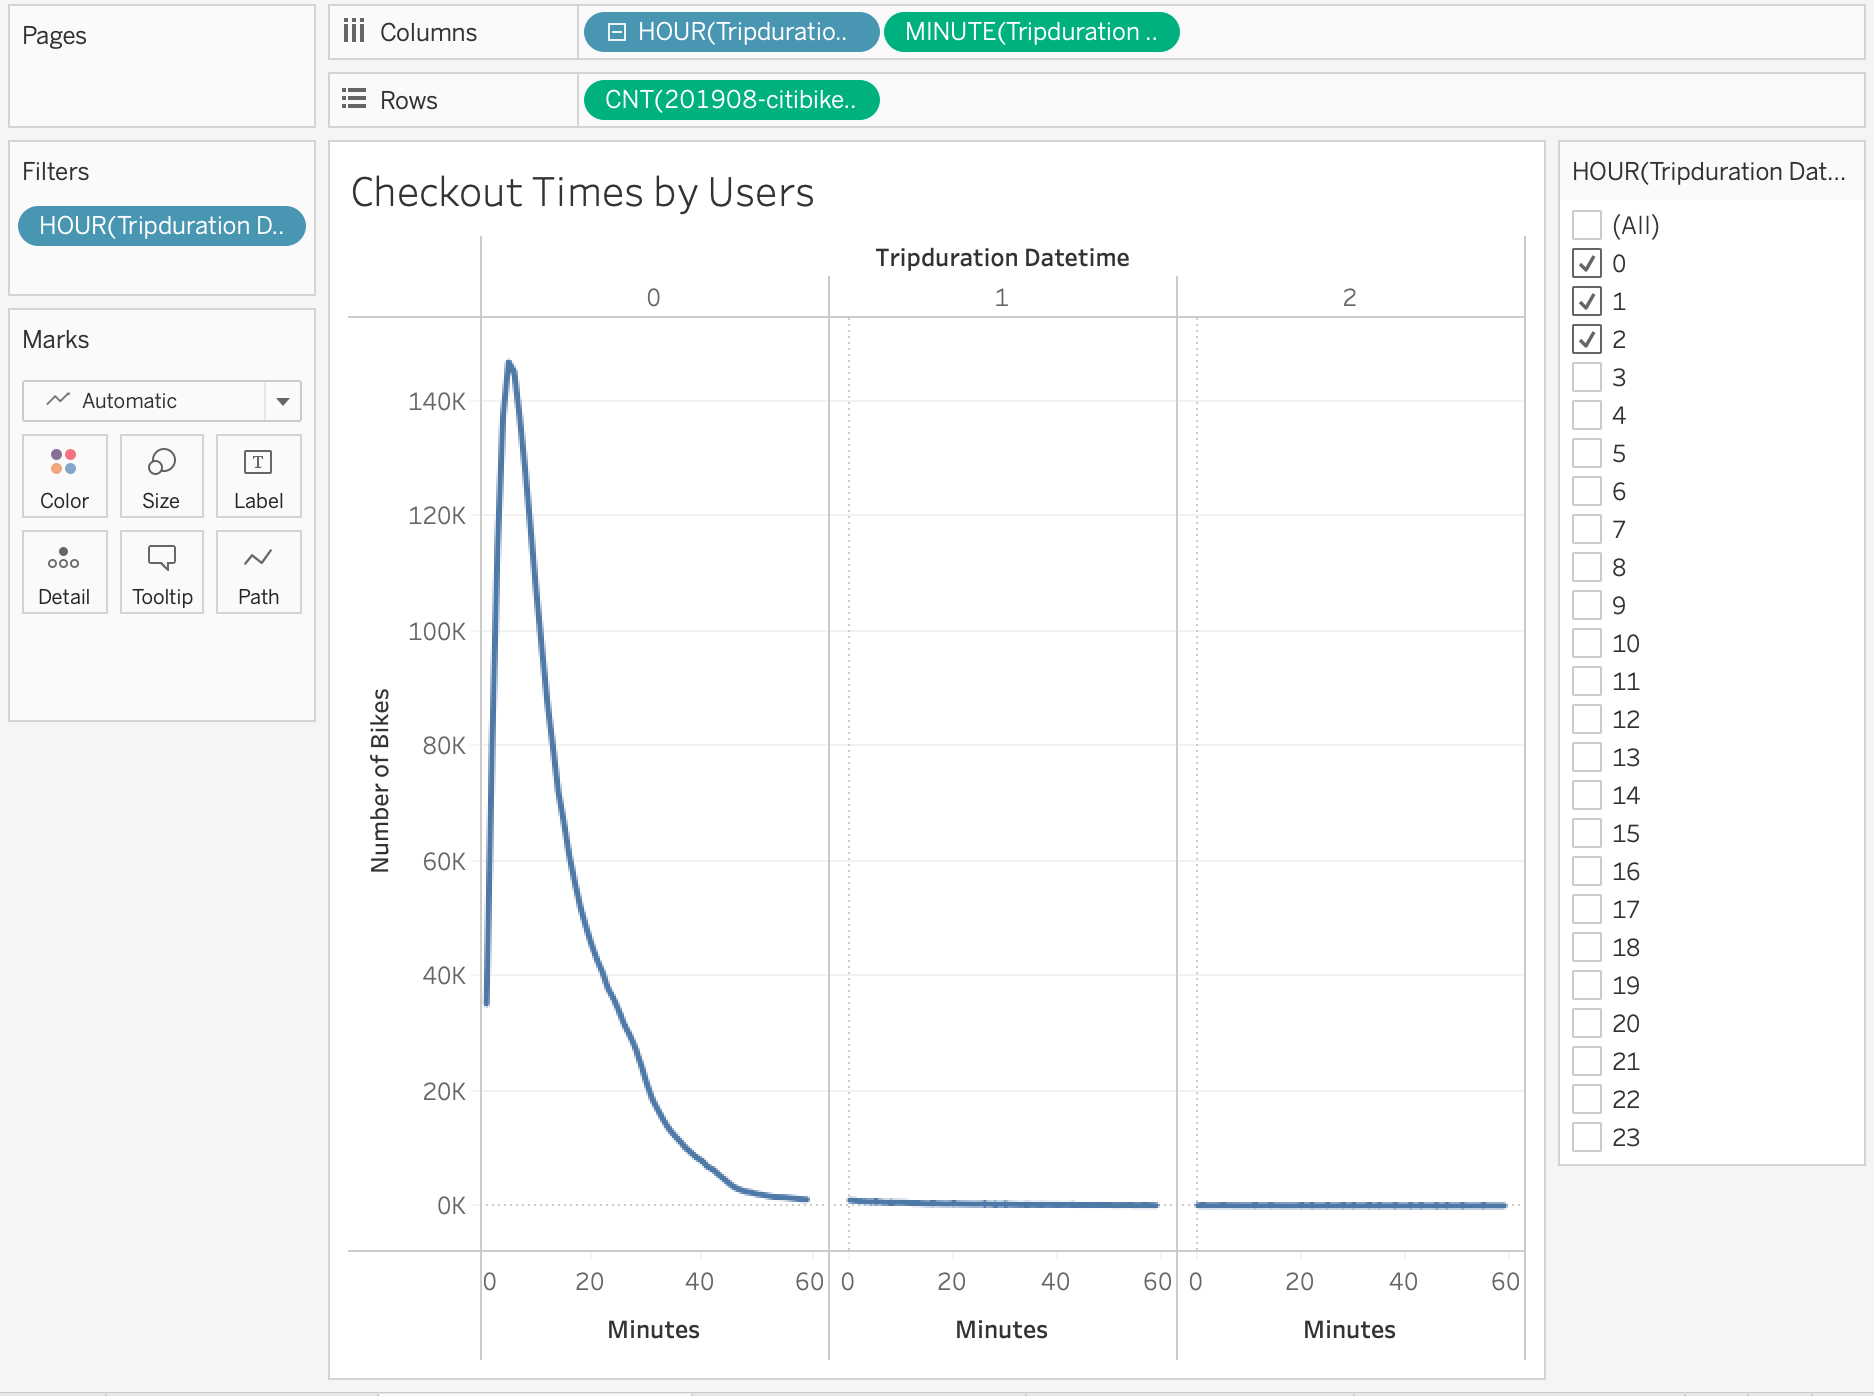 Pages
Columns
HOUR(Tripduratio..
MINUTE(Tripduration ..
Rows
CNT(201908-citibike..
Filters
HOUR(Tripduration D..
Marks
Automatic
Color
Size
Label
Detail
Tooltip
Path
Checkout Times by Users
Tripduration Datetime
0 1 2
Number of Bikes
140K
120K
100K
80K
60K
40K
20K
0K
0 20 40 60 0 20 40 60 0 20 40 60
Minutes Minutes Minutes
HOUR(Tripduration Dat...
(All)
0
1
2
3
4
5
6
7
8
9
10
11
12
13
14
15
16
17
18
19
20
21
22
23